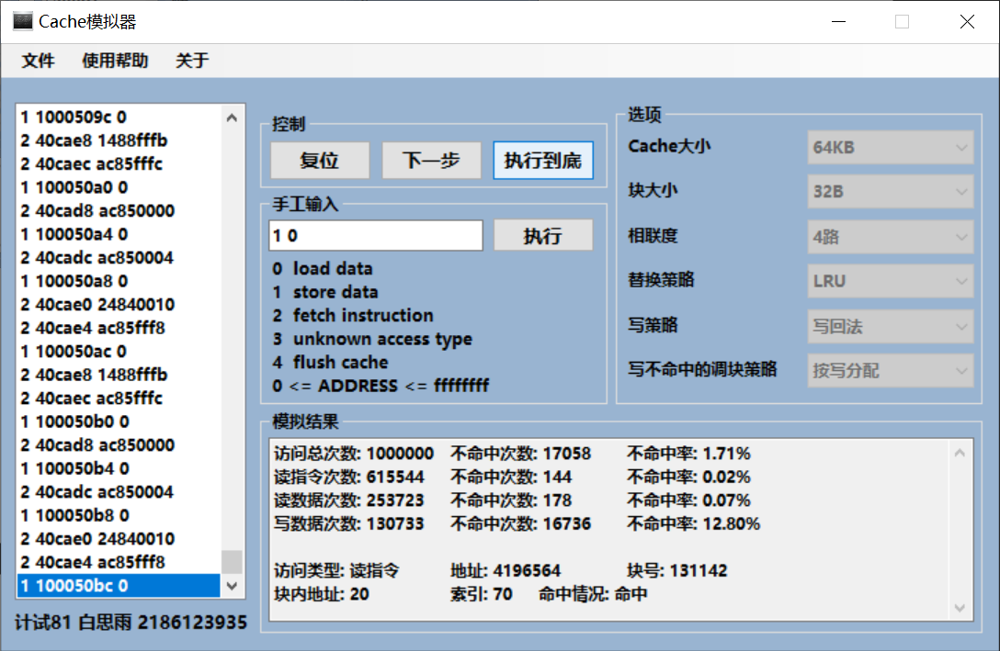 Cache模拟器
文件 使用帮助 关于
1 1000509c 0
2 40cae8 1488fffb
2 40caec ac85fffc
1 100050a0 0
2 40cad8 ac850000
1 100050a4 0
2 40cadc ac850004
1 100050a8 0
2 40cae0 24840010
2 40cae4 ac85fff8
1 100050ac 0
2 40cae8 1488fffb
2 40caec ac85fffc
1 100050b0 0
2 40cad8 ac850000
1 100050b4 0
2 40cadc ac850004
1 100050b8 0
2 40cae0 24840010
2 40cae4 ac85fff8
1 100050bc 0
计试81 白思雨 2186123935
控制
复位 下一步 执行到底
手工输入
1 0 执行
0 load data
1 store data
2 fetch instruction
3 unknown access type
4 flush cache
0 <= ADDRESS <= ffffffff
选项
Cache大小 64KB
块大小 32B
相联度 4路
替换策略 LRU
写策略 写回法
写不命中的调块策略 按写分配
模拟结果
访问总次数: 1000000 不命中次数: 17058 不命中率: 1.71%
读指令次数: 615544 不命中次数: 144 不命中率: 0.02%
读数据次数: 253723 不命中次数: 178 不命中率: 0.07%
写数据次数: 130733 不命中次数: 16736 不命中率: 12.80%
访问类型: 读指令 地址: 4196564 块号: 131142
块内地址: 20 索引: 70 命中情况: 命中